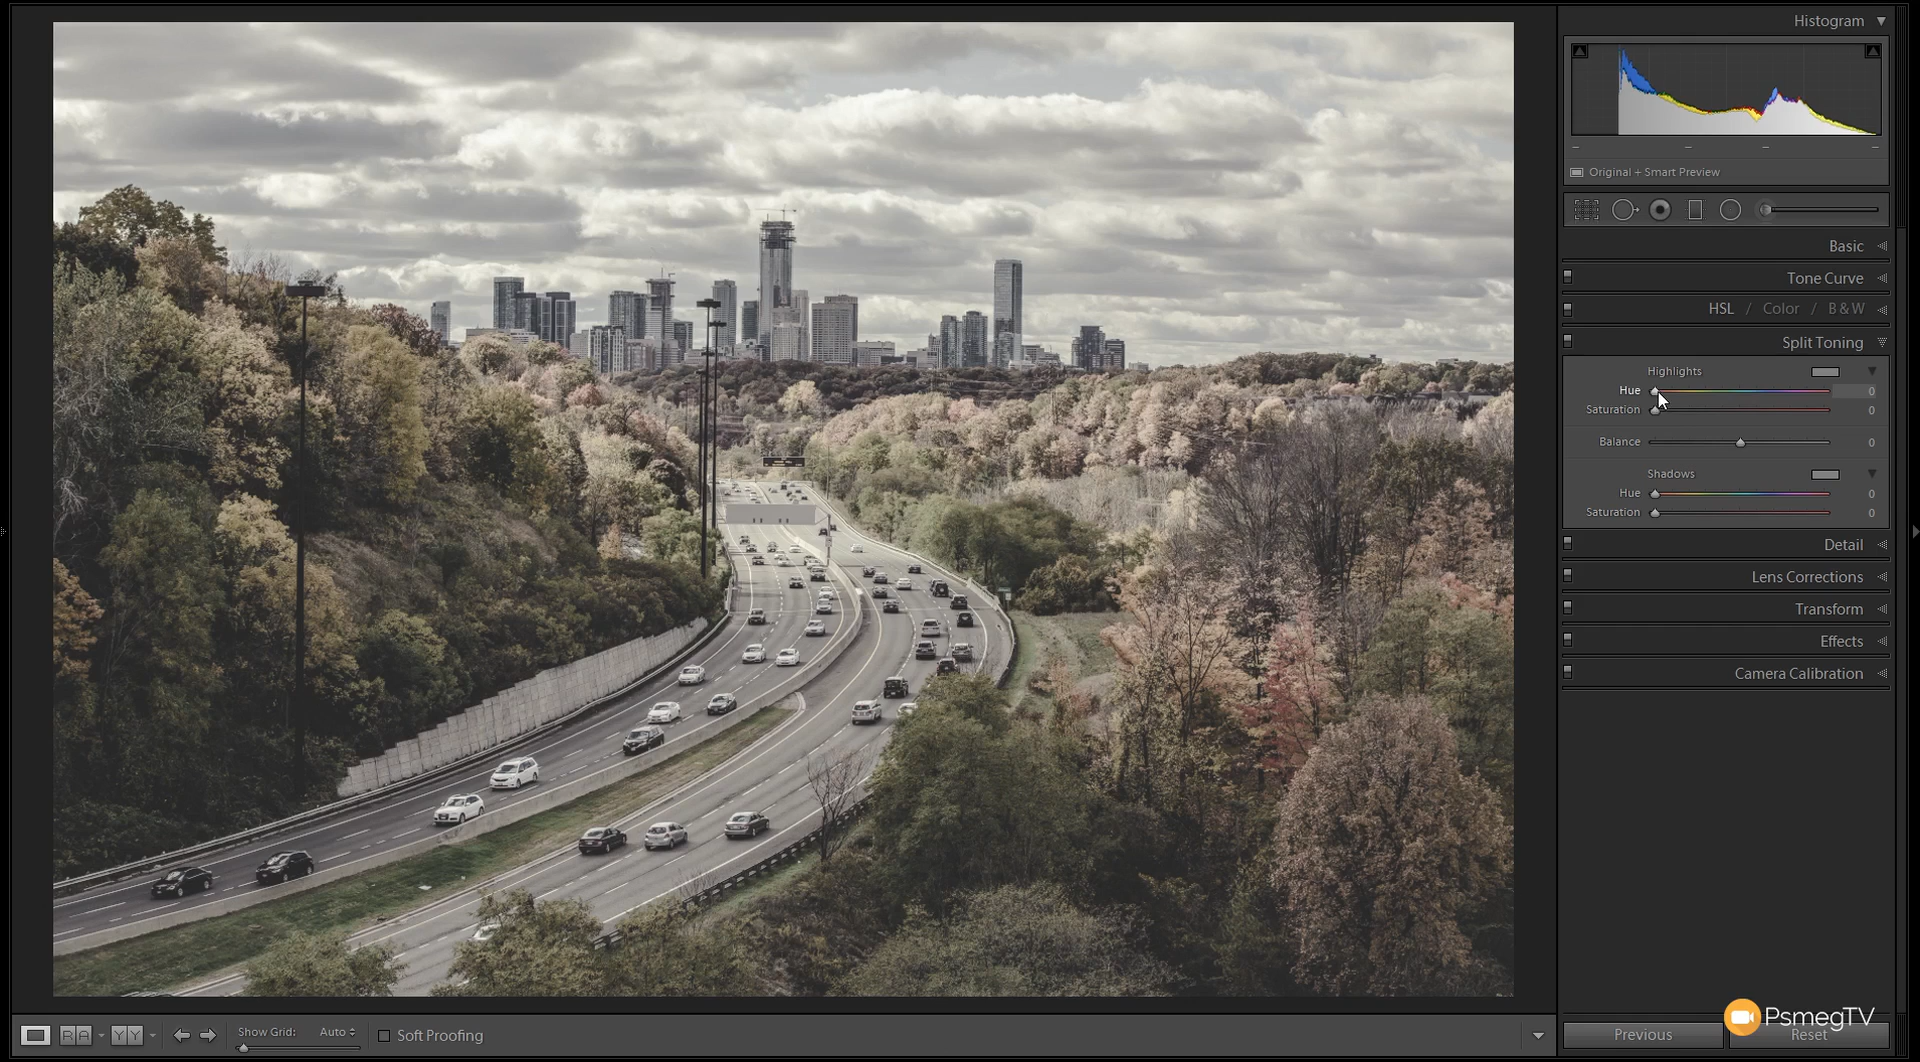 Histogram
Original + Smart Preview
Basic
Tone Curve
HSL / Color / B & W
Split Toning
Highlights
Hue 0
Saturation 0
Balance 0
Shadows
Hue 0
Saturation 0
Detail
Lens Corrections
Transform
Effects
Camera Calibration
PsmegTV
Previous
Reset
R A
Y Y
Show Grid:
Auto
Soft Proofing